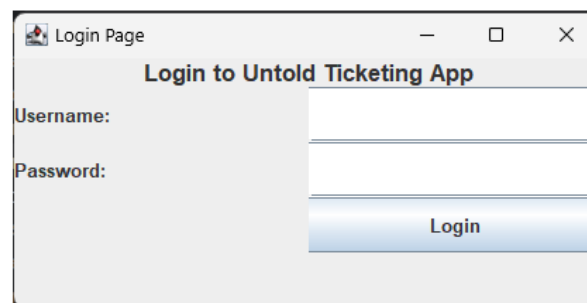 Login Page
Login to Untold Ticketing App
Username:
Password:
Login